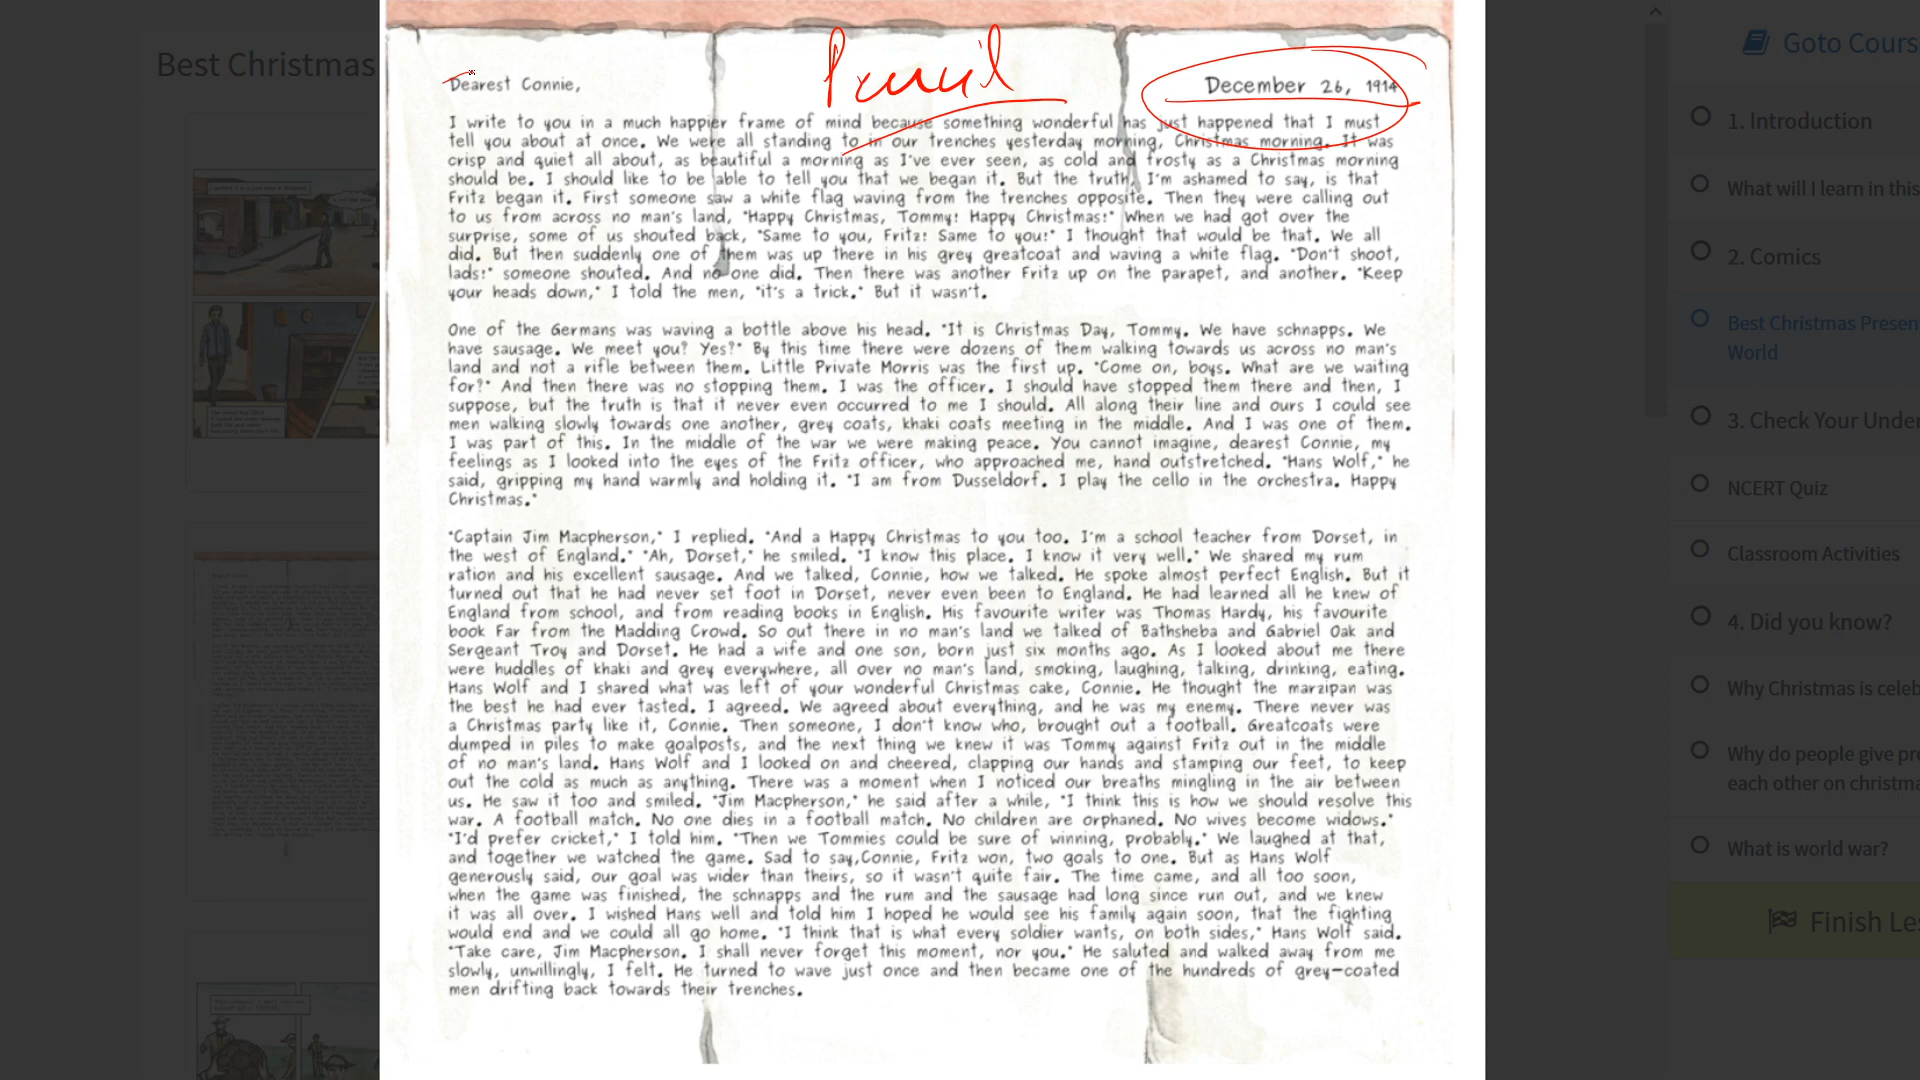 Best Christmas
Pencil
Dearest Connie,
December 26, 1914
I write to you in a much happier frame of mind because something wonderful has just happened that I must
tell you about at once. We were all standing to in our trenches yesterday morning, Christmas morning. It was
crisp and quiet all about, as beautiful a morning as I've ever seen, as cold and frosty as a Christmas morning
should be. I should like to be able to tell you that we began it. But the truth, I'm ashamed to say, is that
Fritz began it. First someone saw a white flag waving from the trenches opposite. Then they were calling out
to us from across no man's land, "Happy Christmas, Tommy! Happy Christmas!" When we had got over the
surprise, some of us shouted back, "Same to you, Fritz! Same to you!" I thought that would be that. We all
did. But then suddenly one of them was up there in his grey greatcoat and waving a white flag. "Don't shoot,
lads!" someone shouted. And no one did. Then there was another Fritz up on the parapet, and another. "Keep
your heads down," I told the men, "it's a trick." But it wasn't.
One of the Germans was waving a bottle above his head. "It is Christmas Day, Tommy. We have schnapps. We
have sausage. We meet you? Yes?" By this time there were dozens of them walking towards us across no man's
land and not a rifle between them. Little Private Morris was the first up. "Come on, boys. What are we waiting
for?" And then there was no stopping them. I was the officer. I should have stopped them there and then, I
suppose, but the truth is that it never even occurred to me I should. All along their line and ours I could see
men walking slowly towards one another, grey coats, khaki coats meeting in the middle. And I was one of them.
I was part of this. In the middle of the war we were making peace. You cannot imagine, dearest Connie, my
feelings as I looked into the eyes of the Fritz officer, who approached me, hand outstretched. "Hans Wolf," he
said, gripping my hand warmly and holding it. "I am from Dusseldorf. I play the cello in the orchestra. Happy
Christmas."
"Captain Jim Macpherson," I replied. "And a Happy Christmas to you too. I'm a school teacher from Dorset, in
the west of England." "Ah, Dorset," he smiled. "I know this place. I know it very well." We shared my rum
ration and his excellent sausage. And we talked, Connie, how we talked. He spoke almost perfect English. But it
turned out that he had never set foot in Dorset, never even been to England. He had learned all he knew of
England from school, and from reading books in English. His favourite writer was Thomas Hardy, his favourite
book Far from the Madding Crowd. So out there in no man's land we talked of Bathsheba and Gabriel Oak and
Sergeant Troy and Dorset. He had a wife and one son, born just six months ago. As I looked about me there
were huddles of khaki and grey everywhere, all over no man's land, smoking, laughing, talking, drinking, eating.
Hans Wolf and I shared what was left of your wonderful Christmas cake, Connie. He thought the marzipan was
the best he had ever tasted. I agreed. We agreed about everything, and he was my enemy. There never was
a Christmas party like it, Connie. Then someone, I don't know who, brought out a football. Greatcoats were
dumped in piles to make goalposts, and the next thing we knew it was Tommy against Fritz out in the middle
of no man's land. Hans Wolf and I looked on and cheered, clapping our hands and stamping our feet, to keep
out the cold as much as anything. There was a moment when I noticed our breaths mingling in the air between
us. He saw it too and smiled. "Jim Macpherson," he said after a while, "I think this is how we should resolve this
war. A football match. No one dies in a football match. No children are orphaned. No wives become widows."
"I'd prefer cricket," I told him. "Then we Tommies could be sure of winning, probably." We laughed at that,
and together we watched the game. Sad to say,Connie, Fritz won, two goals to one. But as Hans Wolf
generously said, our goal was wider than theirs, so it wasn't quite fair. The time came, and all too soon,
when the game was finished, the schnapps and the rum and the sausage had long since run out, and we knew
it was all over. I wished Hans well and told him I hoped he would see his family again soon, that the fighting
would end and we could all go home. "I think that is what every soldier wants, on both sides," Hans Wolf said.
"Take care, Jim Macpherson. I shall never forget this moment, nor you." He saluted and walked away from me
slowly, unwillingly, I felt. He turned to wave just once and then became one of the hundreds of grey-coated
men drifting back towards their trenches.
Goto Cours
1. Introduction
What will I learn in this
2. Comics
Best Christmas Presen
World
3. Check Your Under
NCERT Quiz
Classroom Activities
4. Did you know?
Why Christmas is celeb
Why do people give pre
each other on christma
What is world war?
Finish Le